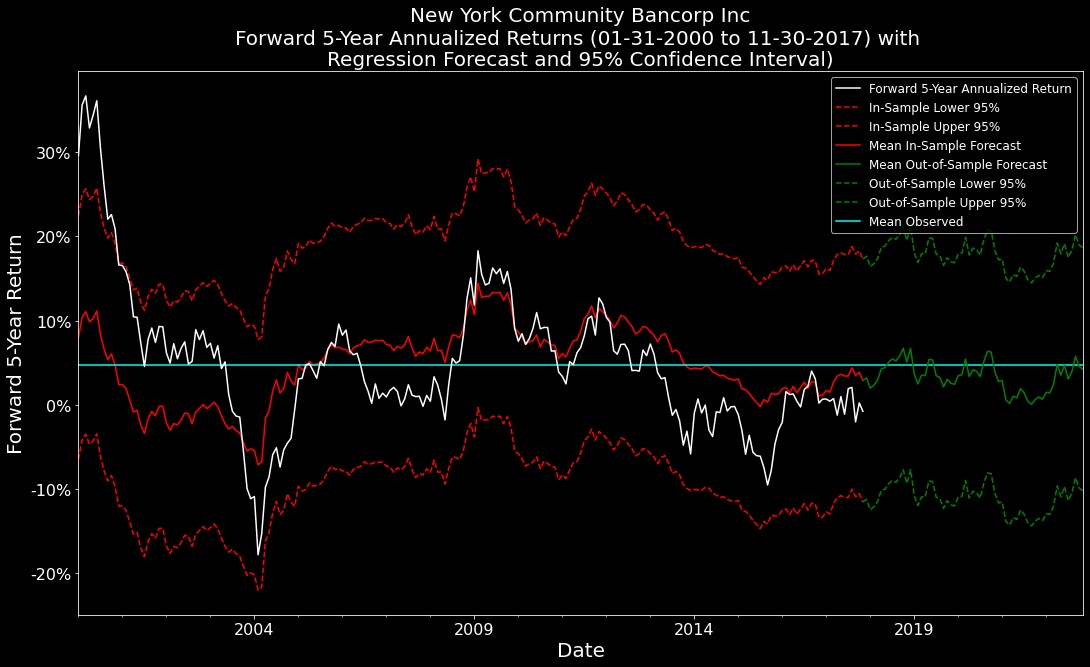 New York Community Bancorp Inc
Forward 5-Year Annualized Returns (01-31-2000 to 11-30-2017) with
Regression Forecast and 95% Confidence Interval)
Forward 5-Year Annualized Return
In-Sample Lower 95%
In-Sample Upper 95%
Mean In-Sample Forecast
Mean Out-of-Sample Forecast
Out-of-Sample Lower 95%
Out-of-Sample Upper 95%
Mean Observed
Forward 5-Year Return
30%
20%
10%
0%
-10%
-20%
2004
2009
2014
2019
Date